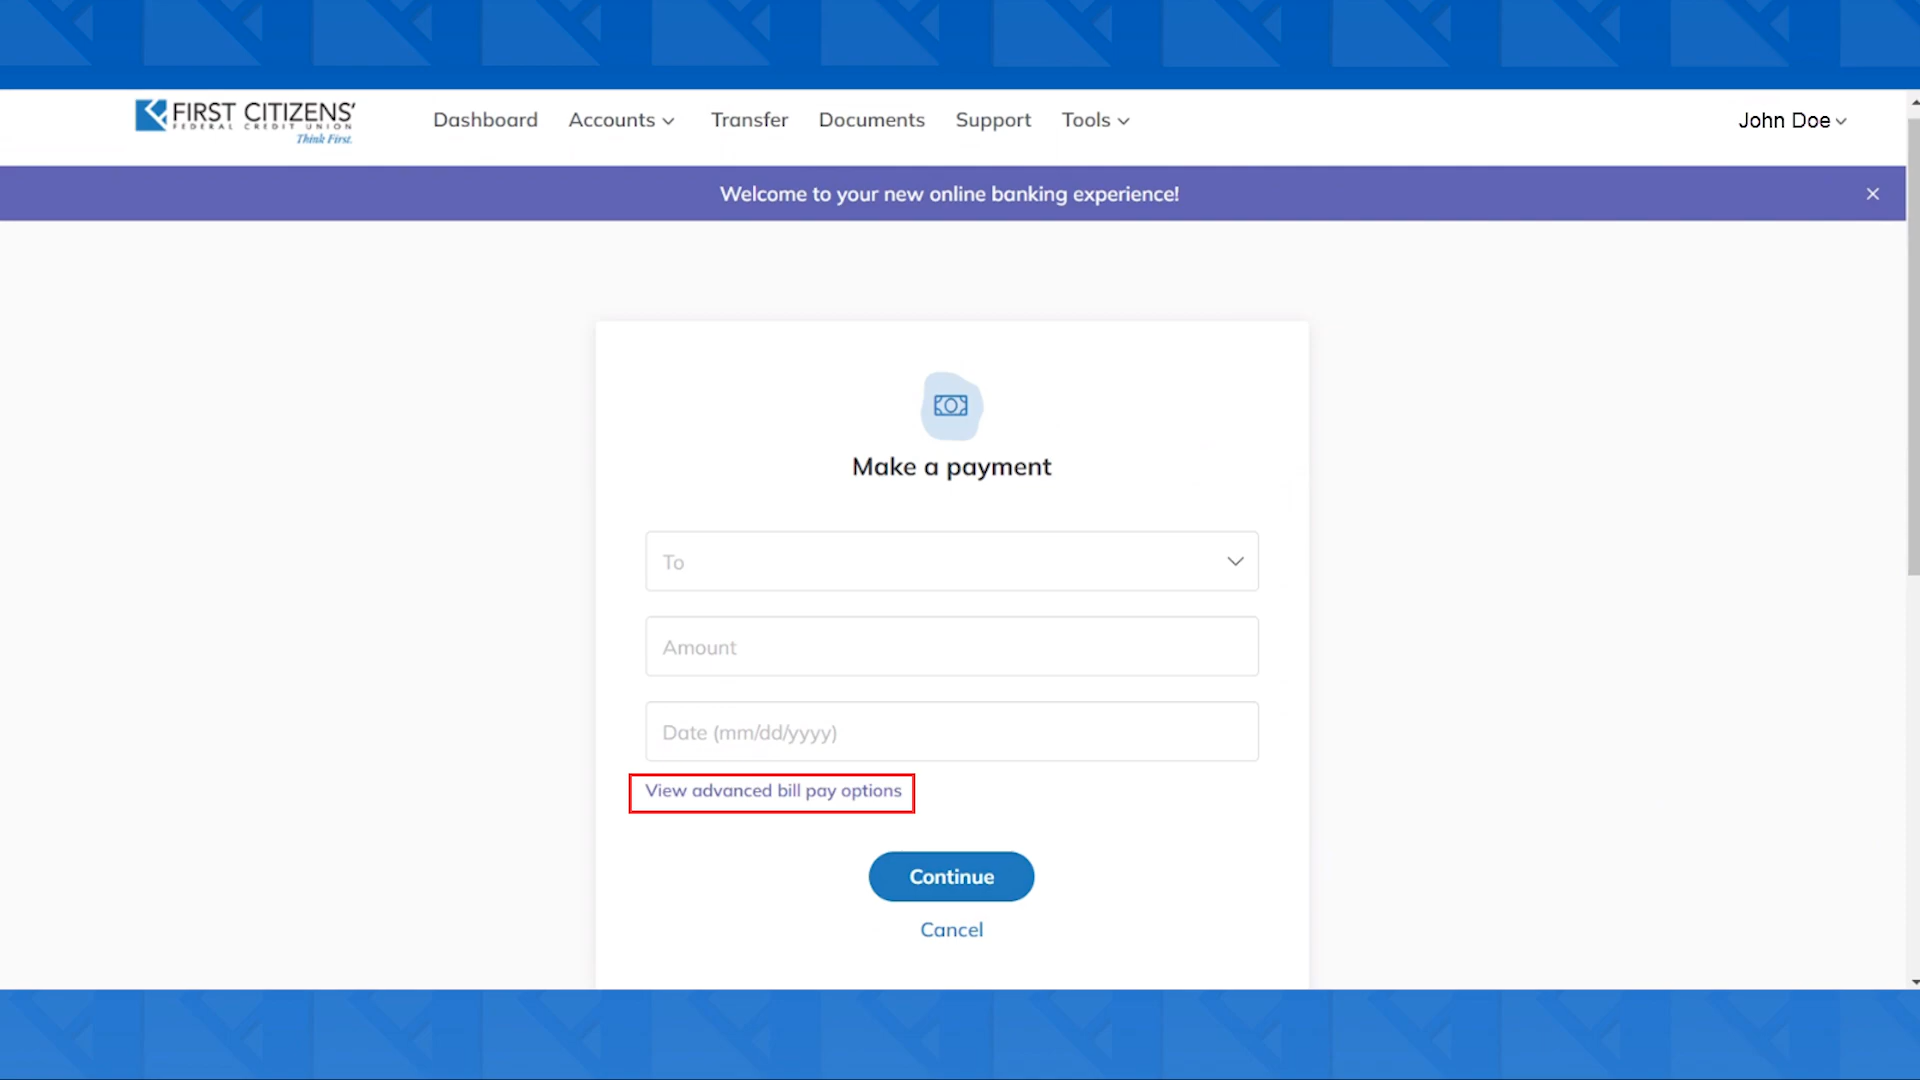 FIRST CITIZENS'
FEDERAL CREDIT UNION
Think First.
Dashboard
Accounts
Transfer
Documents
Support
Tools
John Doe
Welcome to your new online banking experience!
Make a payment
To
Amount
Date (mm/dd/yyyy)
View advanced bill pay options
Continue
Cancel